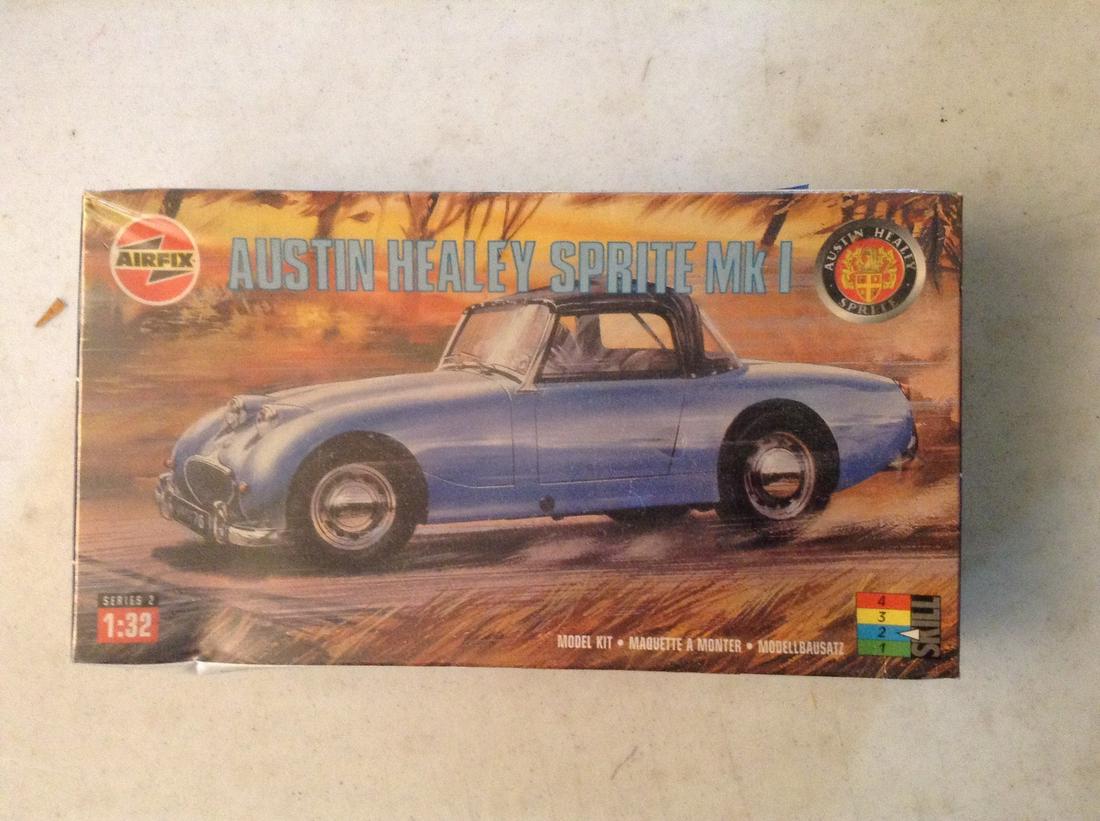 AIRFIX
AUSTIN HEALEY SPRITE Mk I
AUSTIN HEALEY
SPRITE
SERIES 2
1:32
MODEL KIT • MAQUETTE A MONTER • MODELLBAUSATZ
4
3
2
1